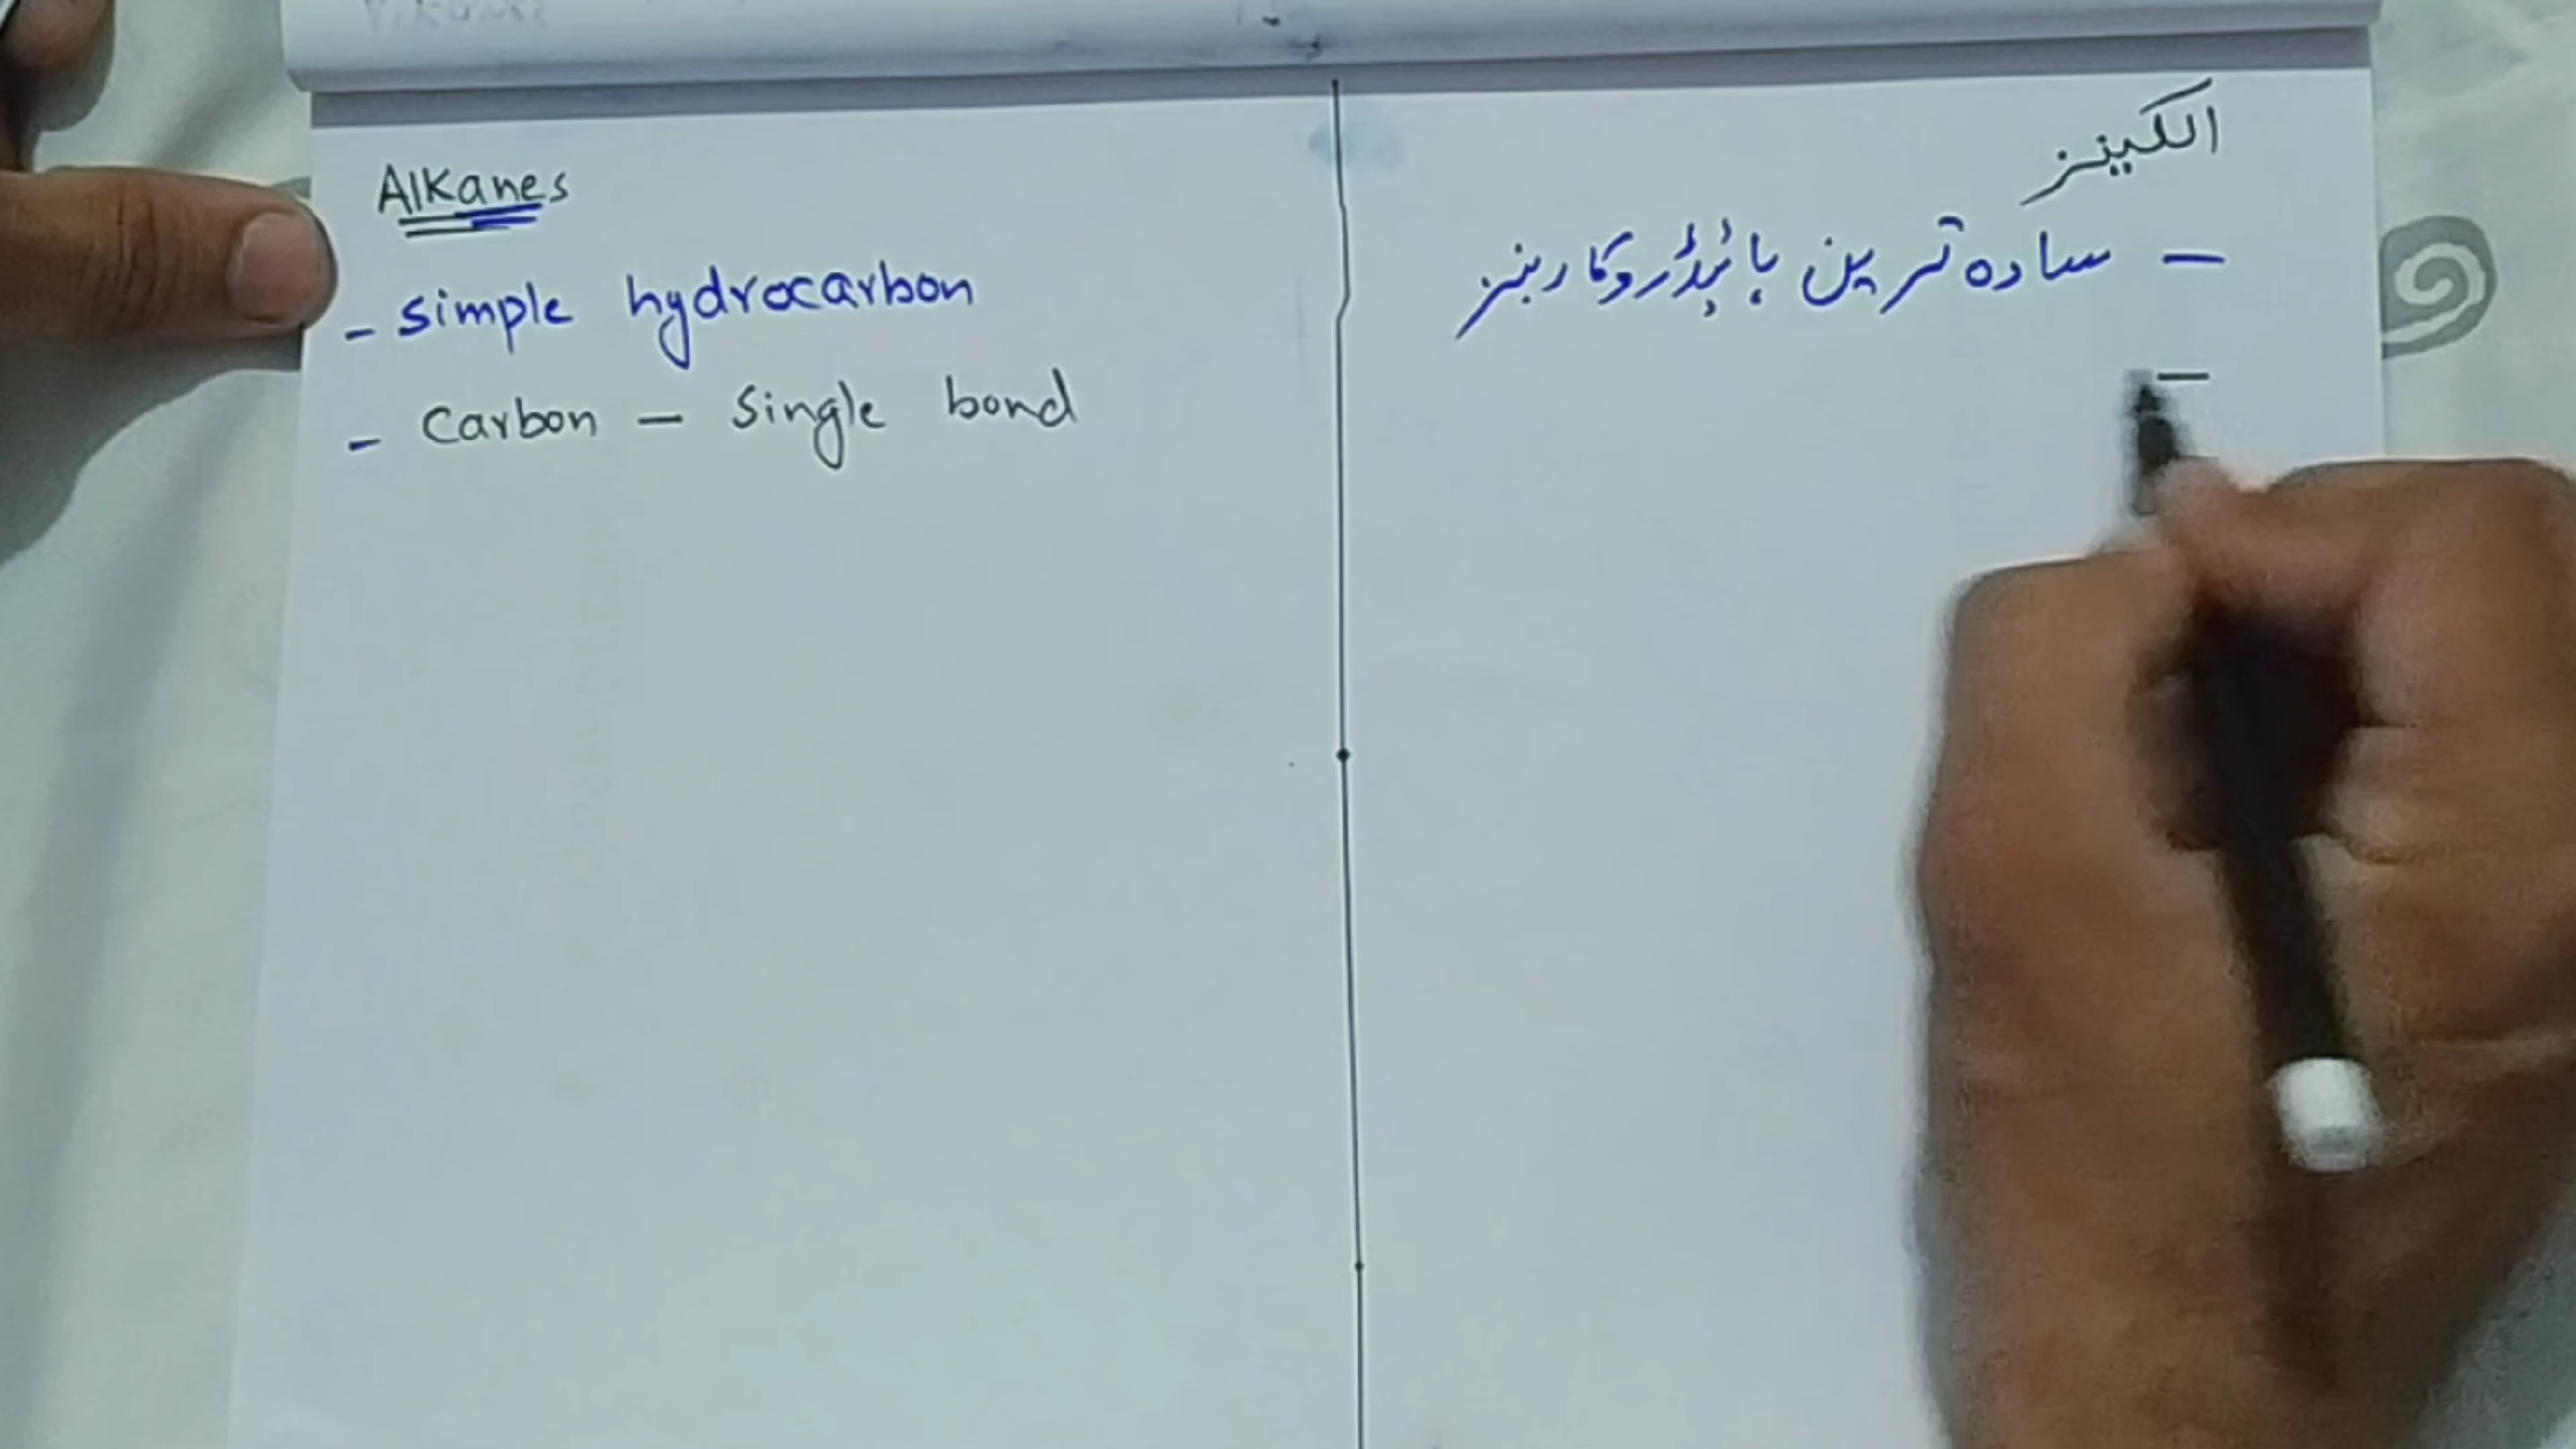 Alkanes
- simple hydrocarbon
- Carbon - single bond
الکینز
- سادہ ترین ہائیڈروکاربنز
-